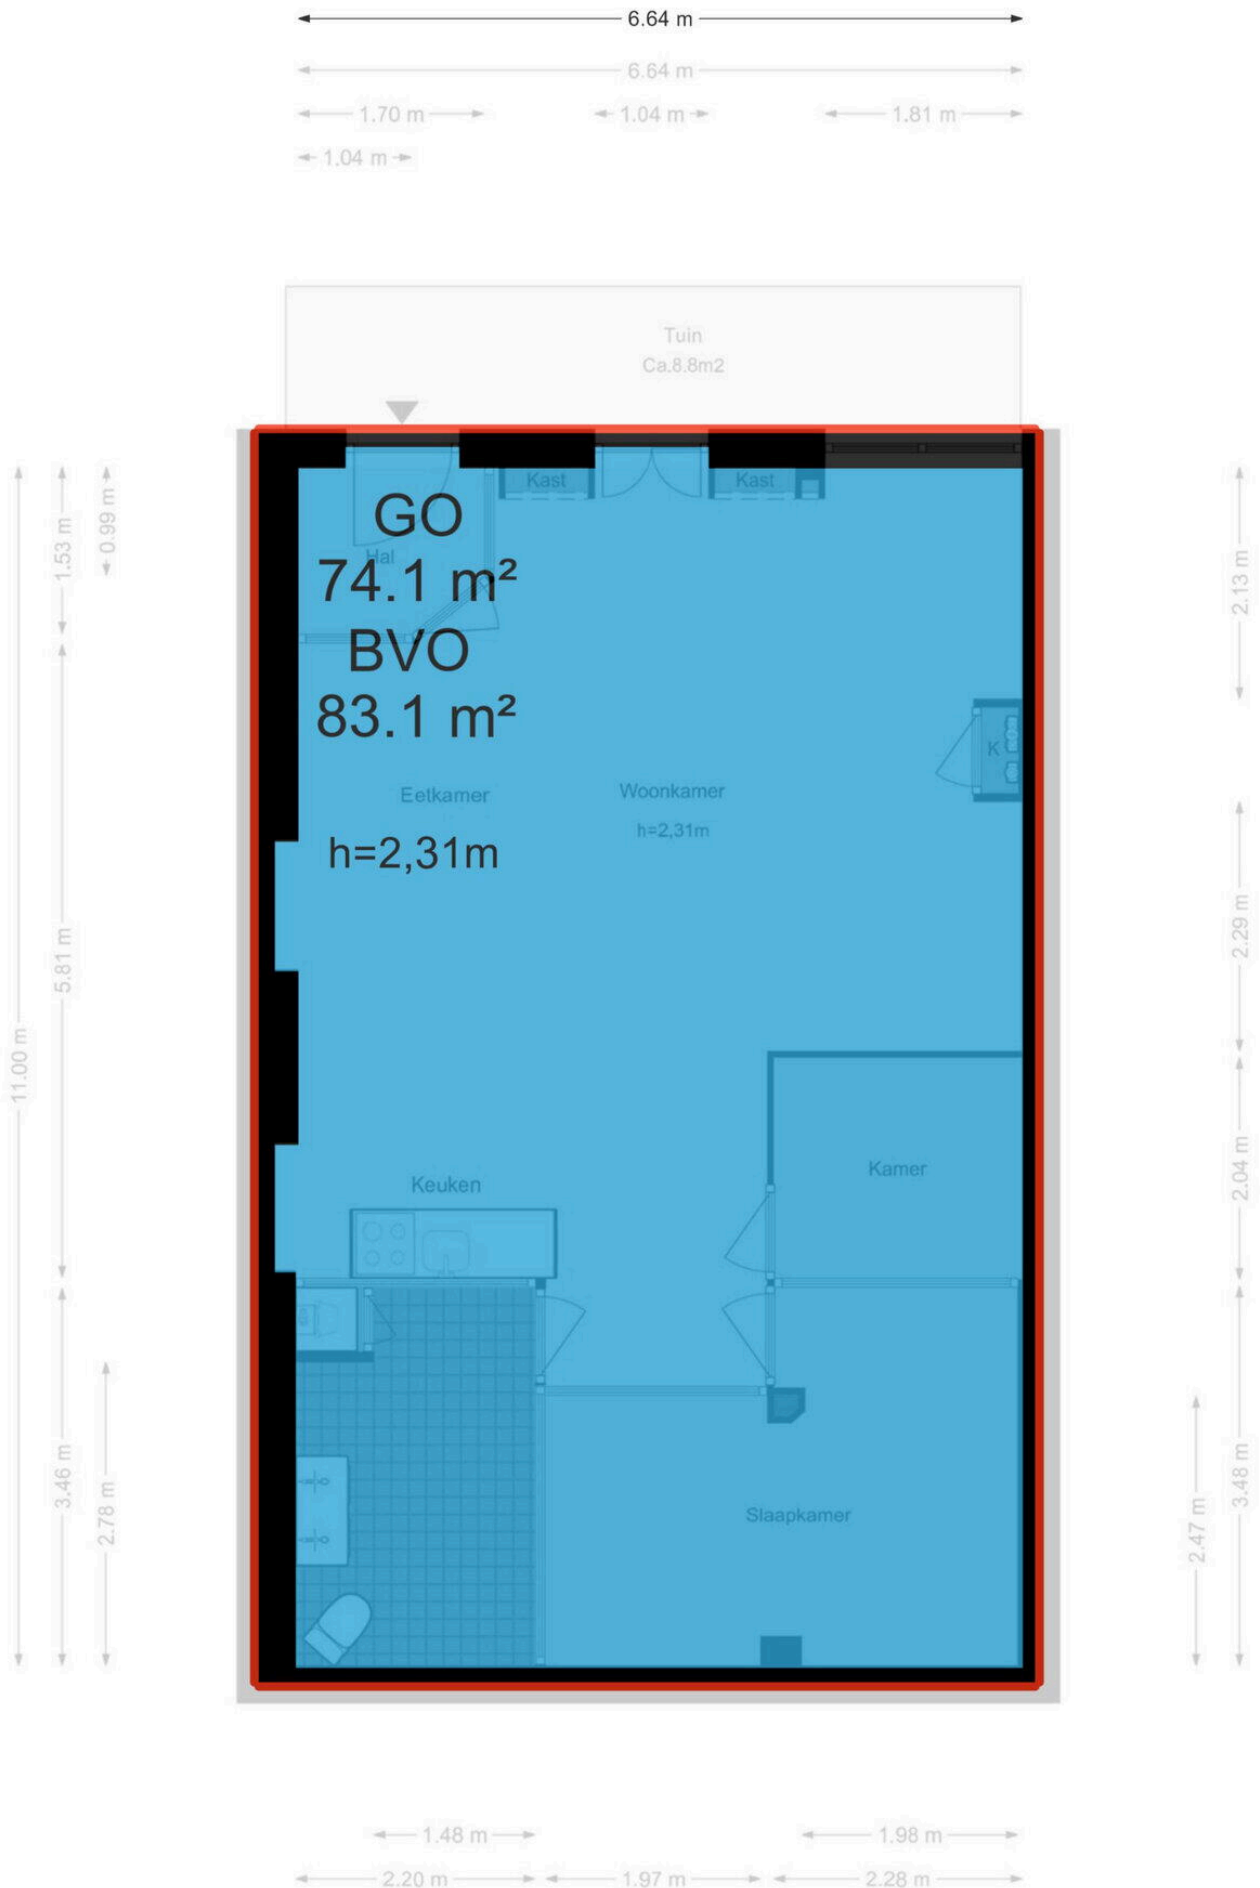 6.64 m
6.64 m
1.70 m
1.04 m
1.81 m
1.04 m
Tuin
Ca.8.8m2
Kast
Kast
GO
Hal
74.1 m²
BVO
83.1 m²
K
Eetkamer
Woonkamer
h=2,31m
h=2,31m
Keuken
Kamer
Slaapkamer
11.00 m
1.53 m
0.99 m
5.81 m
3.46 m
2.78 m
2.13 m
2.29 m
2.04 m
3.48 m
2.47 m
1.48 m
1.98 m
2.20 m
1.97 m
2.28 m